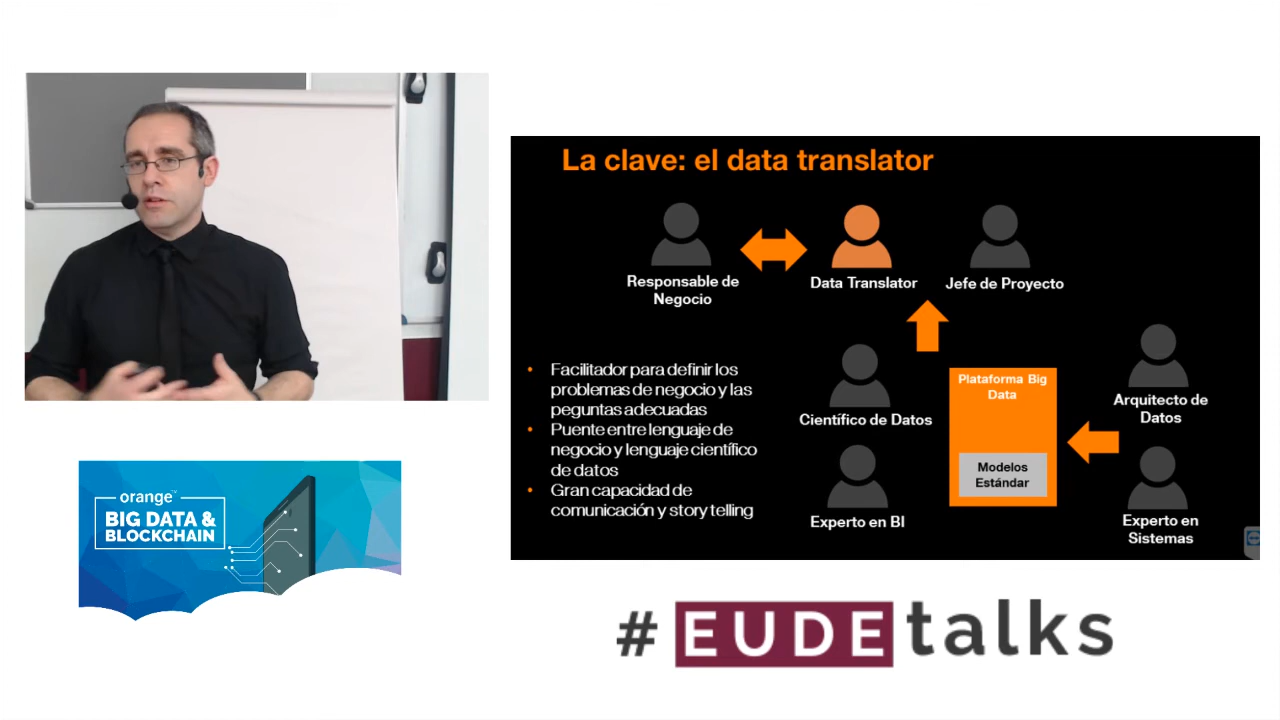 La clave: el data translator
Responsable de
Negocio
Data Translator
Jefe de Proyecto
• Facilitador para definir los
problemas de negocio y las
peguntas adecuadas
• Puente entre lenguaje de
negocio y lenguaje científico
de datos
• Gran capacidad de
comunicación y story telling
Científico de Datos
Experto en BI
Plataforma Big
Data
Modelos
Estándar
Arquitecto de
Datos
Experto en
Sistemas
orange™
BIG DATA &
BLOCKCHAIN
# EUDE talks